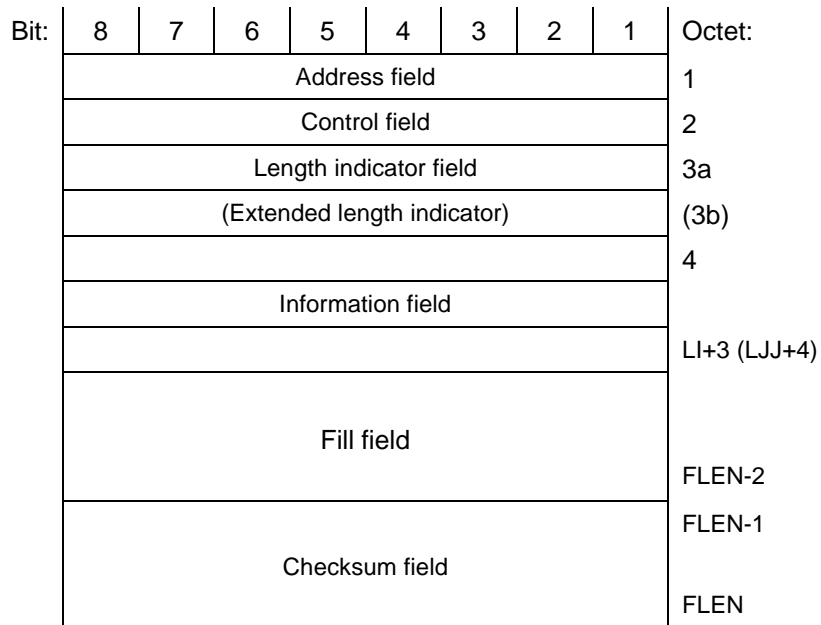 Bit: 8 7 6 5 4 3 2 1 Octet:
Address field 1
Control field 2
Length indicator field 3a
(Extended length indicator) (3b)
4
Information field
LI+3 (LJJ+4)
Fill field
FLEN-2
FLEN-1
Checksum field
FLEN